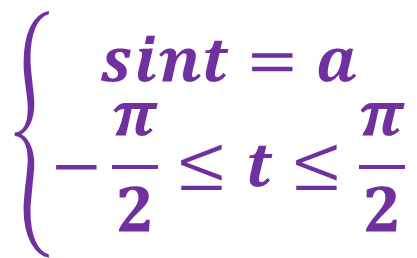 sint = a
−π/2 ≤ t ≤ π/2